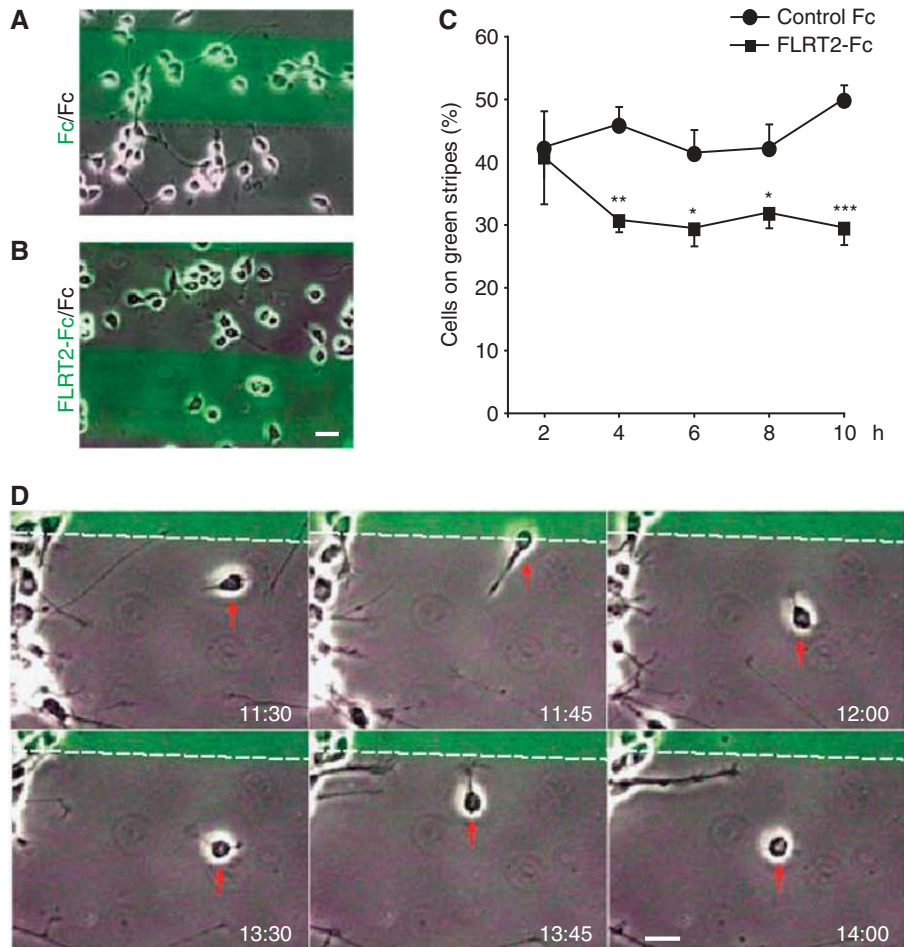 A
Fc/Fc
B
FLRT2-Fc/Fc
C
Control Fc
FLRT2-Fc
Cells on green stripes (%)
60
50
40
30
20
10
0
**
*
*
***
2 4 6 8 10 h
D
11:30 11:45 12:00
13:30 13:45 14:00